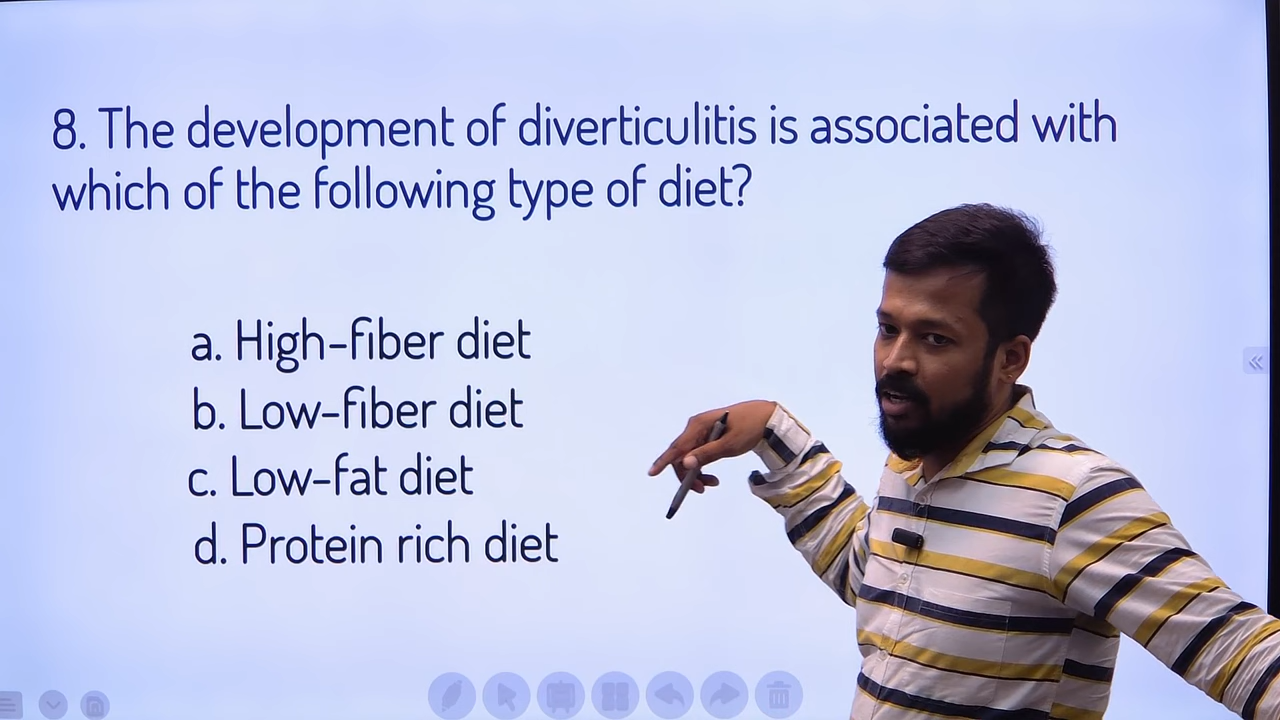 8. The development of diverticulitis is associated with
which of the following type of diet?
a. High-fiber diet
b. Low-fiber diet
c. Low-fat diet
d. Protein rich diet